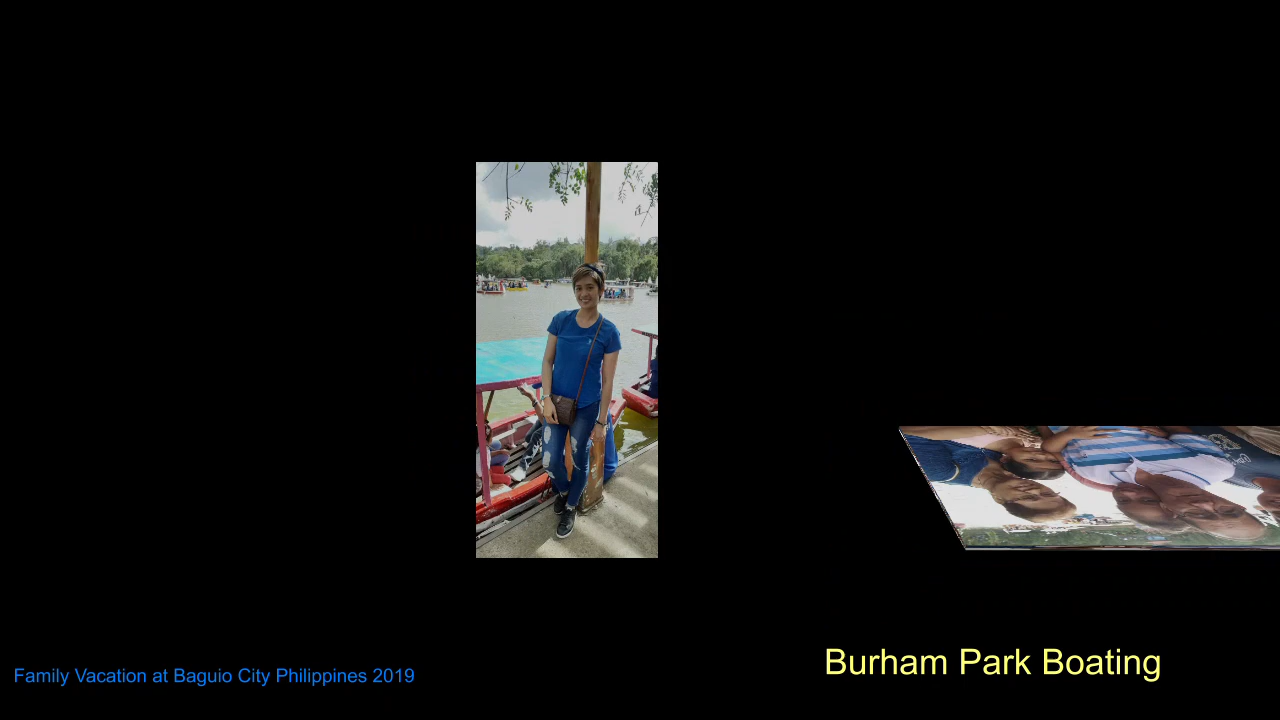 Family Vacation at Baguio City Philippines 2019
Burham Park Boating